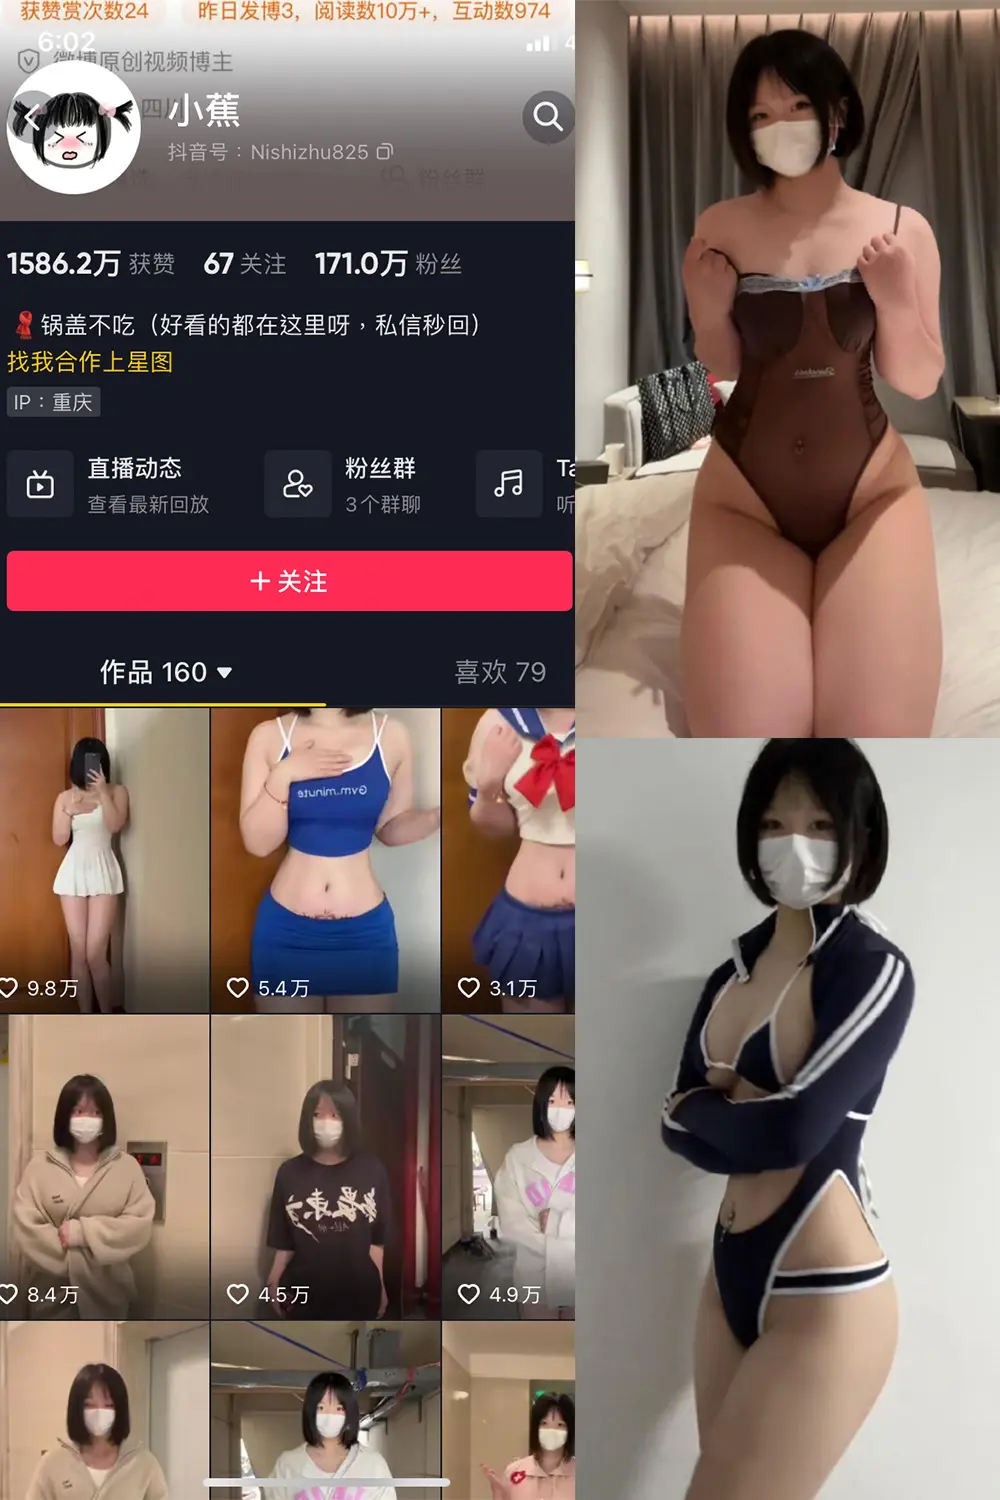 获赞赏次数24 昨日发博3，阅读数10万+，互动数974
6:02
微博原创视频博主
四川
小蕉
抖音号：Nishizhu825
粉丝群
1586.2万 获赞 67 关注 171.0万 粉丝
锅盖不吃（好看的都在这里呀，私信秒回）
找我合作上星图
IP：重庆
直播动态 粉丝群
查看最新回放 3个群聊 听
+ 关注
作品 160 喜欢 79
Gym.minute
9.8万 5.4万 3.1万
8.4万 4.5万 4.9万